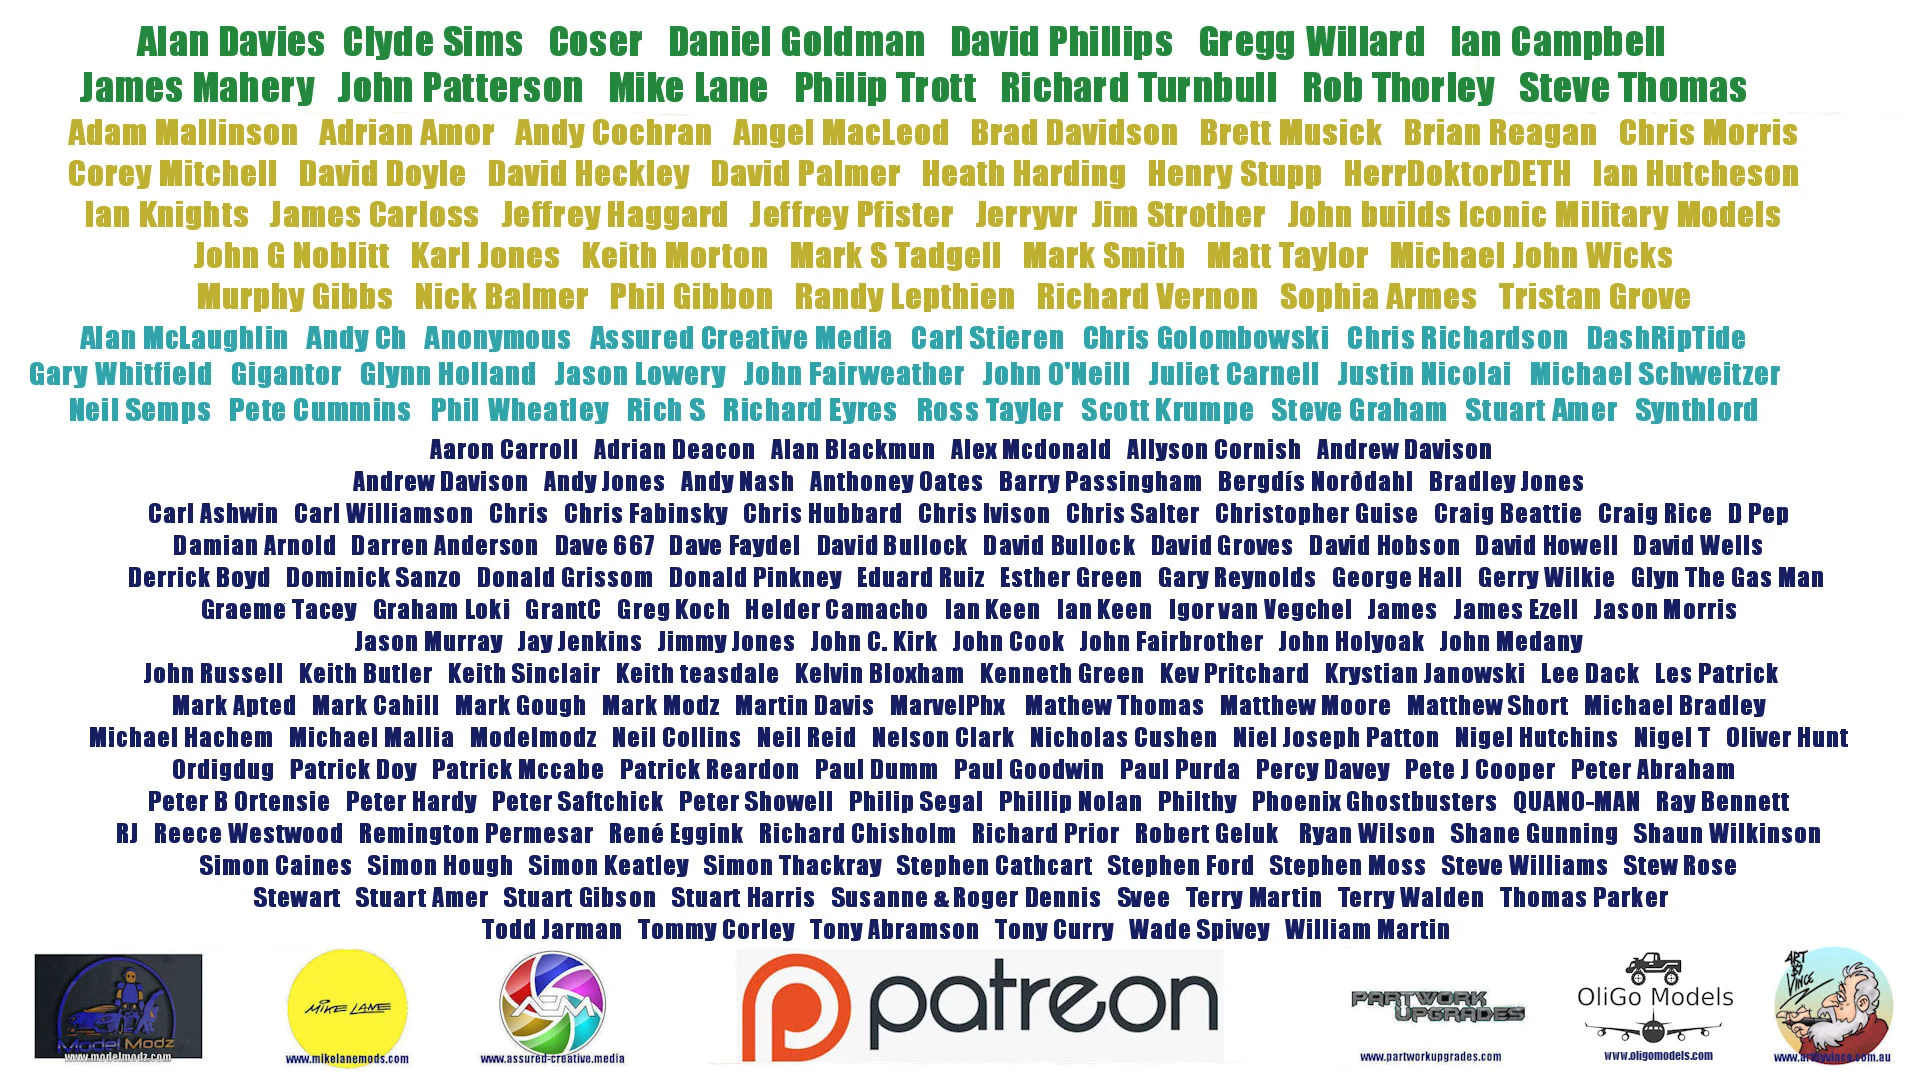 Alan Davies Clyde Sims Coser Daniel Goldman David Phillips Gregg Willard Ian Campbell
James Mahery John Patterson Mike Lane Philip Trott Richard Turnbull Rob Thorley Steve Thomas
Adam Mallinson Adrian Amor Andy Cochran Angel MacLeod Brad Davidson Brett Musick Brian Reagan Chris Morris
Corey Mitchell David Doyle David Heckley David Palmer Heath Harding Henry Stupp HerrDoktorDETH Ian Hutcheson
Ian Knights James Carloss Jeffrey Haggard Jeffrey Pfister Jerryvr Jim Strother John builds Iconic Military Models
John G Noblitt Karl Jones Keith Morton Mark S Tadgell Mark Smith Matt Taylor Michael John Wicks
Murphy Gibbs Nick Balmer Phil Gibbon Randy Lepthien Richard Vernon Sophia Armes Tristan Grove
Alan McLaughlin Andy Ch Anonymous Assured Creative Media Carl Stieren Chris Golombowski Chris Richardson DashRipTide
Gary Whitfield Gigantor Glynn Holland Jason Lowery John Fairweather John O'Neill Juliet Carnell Justin Nicolai Michael Schweitzer
Neil Semps Pete Cummins Phil Wheatley Rich S Richard Eyres Ross Tayler Scott Krumpe Steve Graham Stuart Amer Synthlord
Aaron Carroll Adrian Deacon Alan Blackmun Alex Mcdonald Allyson Cornish Andrew Davison
Andrew Davison Andy Jones Andy Nash Anthoney Oates Barry Passingham Bergdís Norðdahl Bradley Jones
Carl Ashwin Carl Williamson Chris Chris Fabinsky Chris Hubbard Chris Ivison Chris Salter Christopher Guise Craig Beattie Craig Rice D Pep
Damian Arnold Darren Anderson Dave 667 Dave Faydel David Bullock David Bullock David Groves David Hobson David Howell David Wells
Derrick Boyd Dominick Sanzo Donald Grissom Donald Pinkney Eduard Ruiz Esther Green Gary Reynolds George Hall Gerry Wilkie Glyn The Gas Man
Graeme Tacey Graham Loki GrantC Greg Koch Helder Camacho Ian Keen Ian Keen Igor van Vegchel James James Ezell Jason Morris
Jason Murray Jay Jenkins Jimmy Jones John C. Kirk John Cook John Fairbrother John Holyoak John Medany
John Russell Keith Butler Keith Sinclair Keith teasdale Kelvin Bloxham Kenneth Green Kev Pritchard Krystian Janowski Lee Dack Les Patrick
Mark Apted Mark Cahill Mark Gough Mark Modz Martin Davis MarvelPhx Mathew Thomas Matthew Moore Matthew Short Michael Bradley
Michael Hachem Michael Mallia Modelmodz Neil Collins Neil Reid Nelson Clark Nicholas Cushen Niel Joseph Patton Nigel Hutchins Nigel T Oliver Hunt
Ordigdug Patrick Doy Patrick Mccabe Patrick Reardon Paul Dumm Paul Goodwin Paul Purda Percy Davey Pete J Cooper Peter Abraham
Peter B Ortensie Peter Hardy Peter Saftchick Peter Showell Philip Segal Phillip Nolan Philthy Phoenix Ghostbusters QUANO-MAN Ray Bennett
RJ Reece Westwood Remington Permesar René Eggink Richard Chisholm Richard Prior Robert Geluk Ryan Wilson Shane Gunning Shaun Wilkinson
Simon Caines Simon Hough Simon Keatley Simon Thackray Stephen Cathcart Stephen Ford Stephen Moss Steve Williams Stew Rose
Stewart Stuart Amer Stuart Gibson Stuart Harris Susanne & Roger Dennis Svee Terry Martin Terry Walden Thomas Parker
Todd Jarman Tommy Corley Tony Abramson Tony Curry Wade Spivey William Martin
Model Modz
www.modelmodz.com
MIKE LANE
www.mikelanemods.com
ACM
www.assured-creative.media
patreon
PARTWORK
UPGRADES
www.partworkupgrades.com
OliGo Models
www.oligomodels.com
ART
BY
VINCE
www.artbyvince.com.au